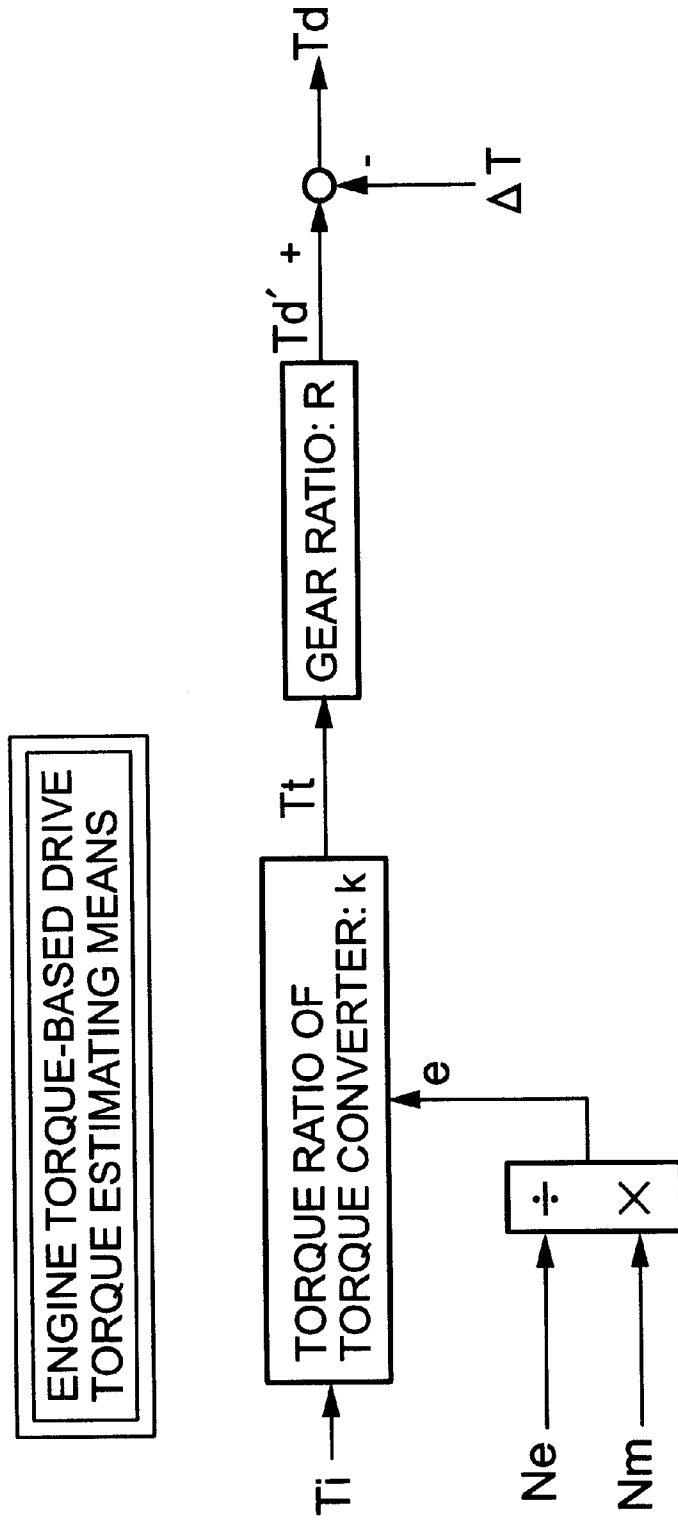 ENGINE TORQUE-BASED DRIVE
TORQUE ESTIMATING MEANS
Ti
TORQUE RATIO OF
TORQUE CONVERTER: k
Tt
GEAR RATIO: R
Td′
+
Td
-
Δ T
e
Ne
÷
Nm
×